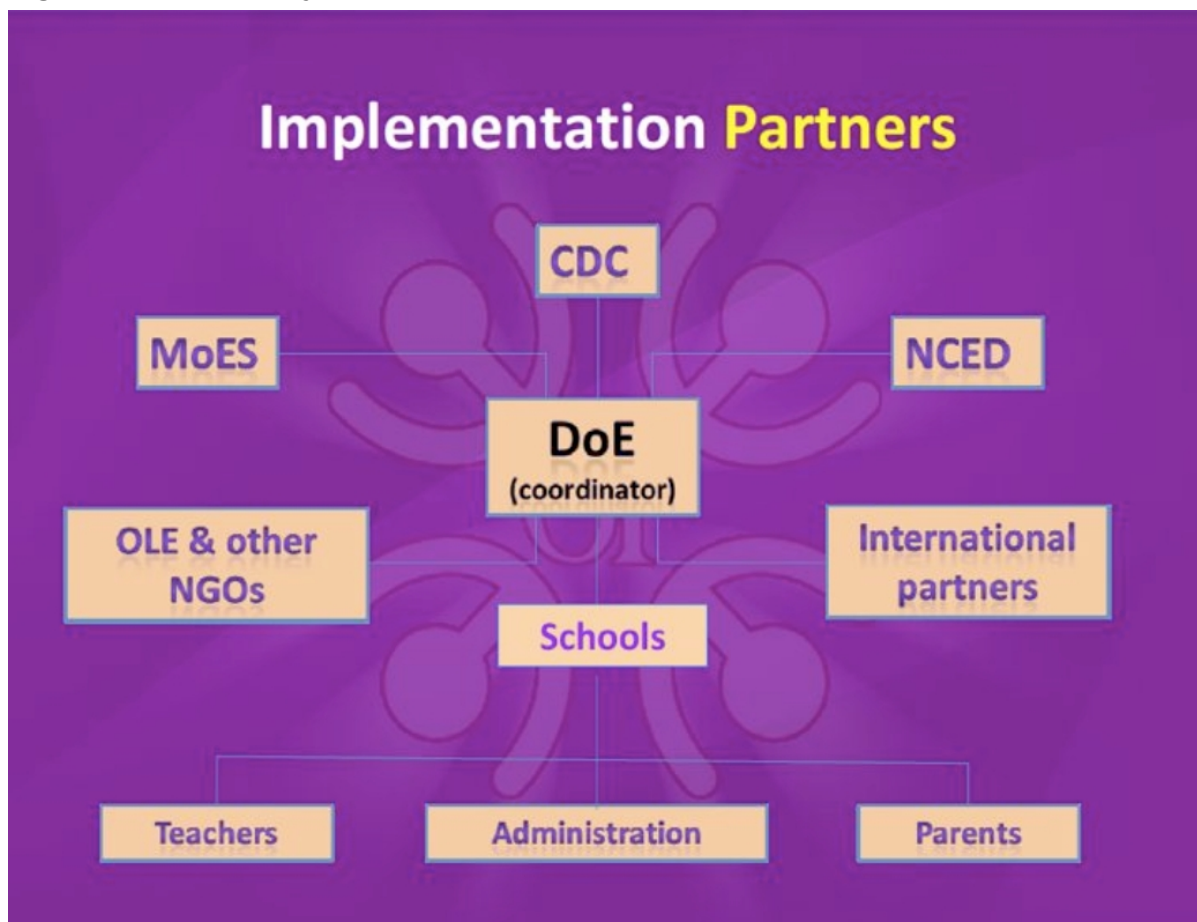 Implementation Partners
CDC
MoES
NCED
DoE
(coordinator)
OLE & other
NGOs
International
partners
Schools
Teachers
Administration
Parents